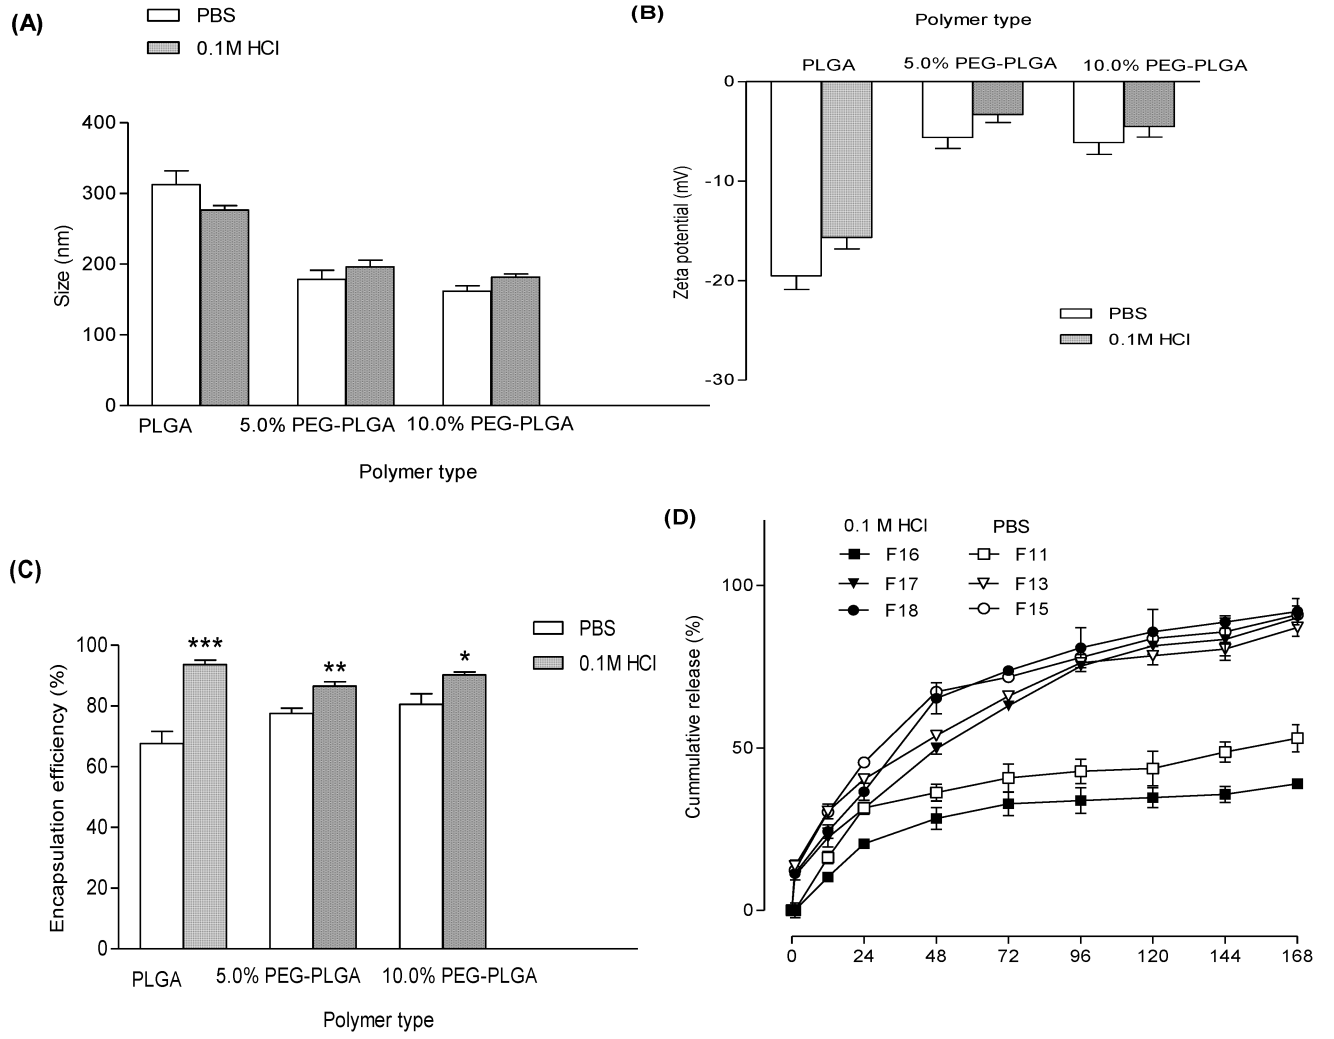 (A)
PBS
0.1M HCl
400
300
200
100
0
Size (nm)
PLGA
5.0% PEG-PLGA
10.0% PEG-PLGA
Polymer type
(B)
Polymer type
PLGA
5.0% PEG-PLGA
10.0% PEG-PLGA
0
-10
-20
-30
Zeta potential (mV)
PBS
0.1M HCl
(C)
PBS
0.1M HCl
100
80
60
40
20
0
Encapsulation efficiency (%)
***
**
*
PLGA
5.0% PEG-PLGA
10.0% PEG-PLGA
Polymer type
(D)
0.1 M HCl
PBS
F16
F11
F17
F13
F18
F15
100
50
0
Cummulative release (%)
0
24
48
72
96
120
144
168